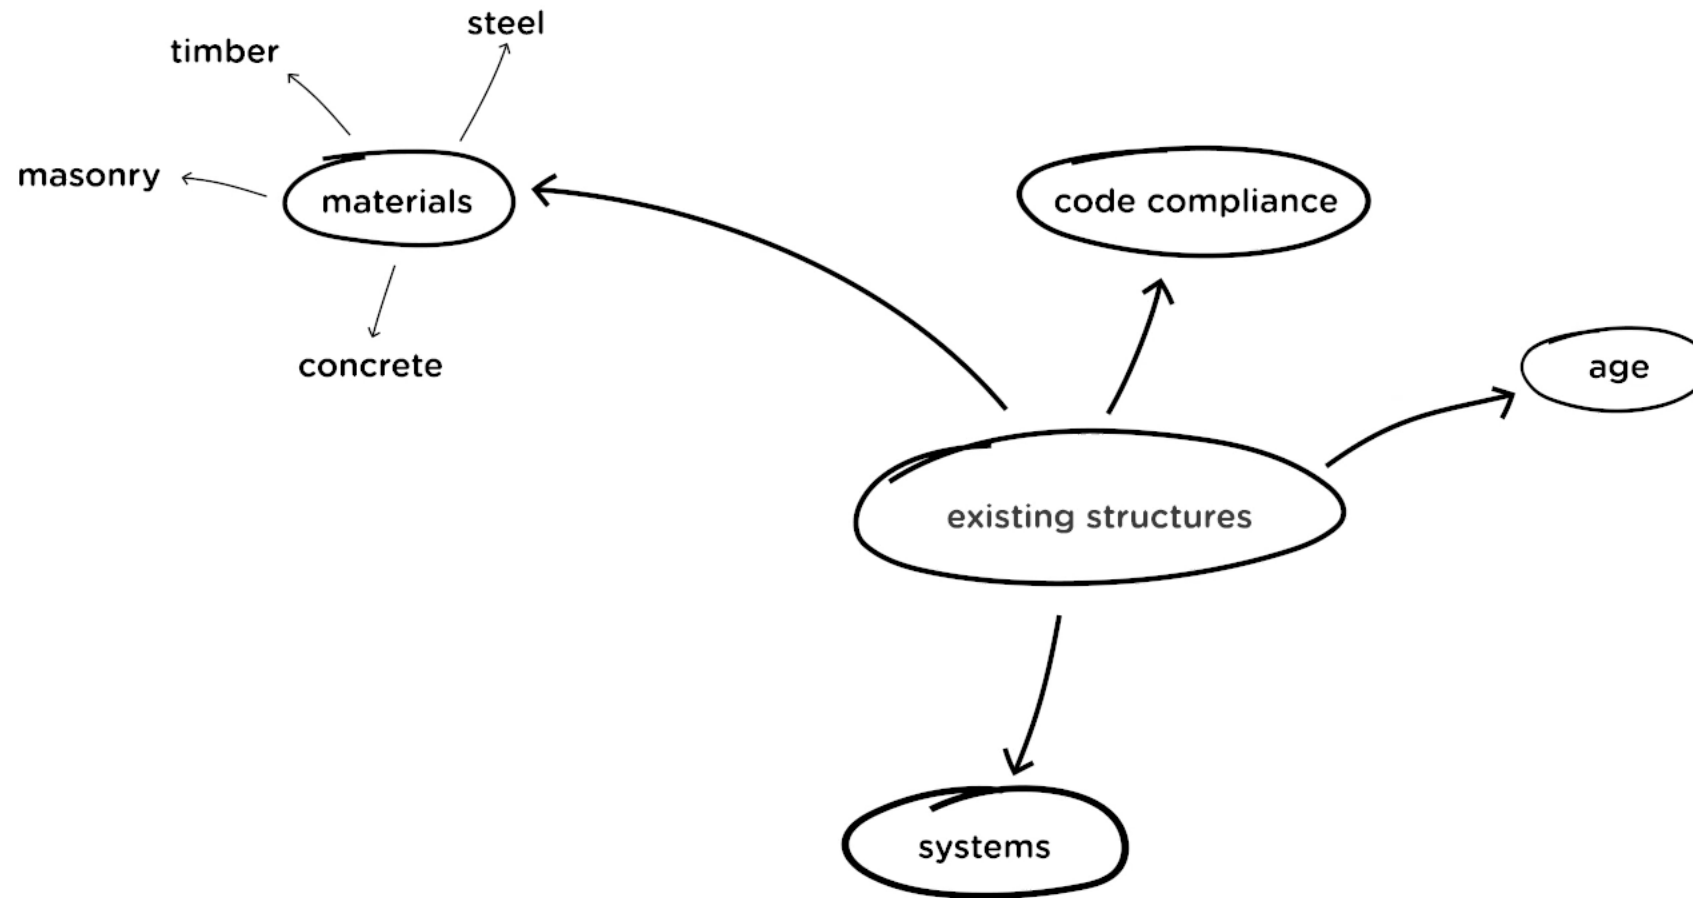 steel
timber
masonry
materials
code compliance
concrete
age
existing structures
systems